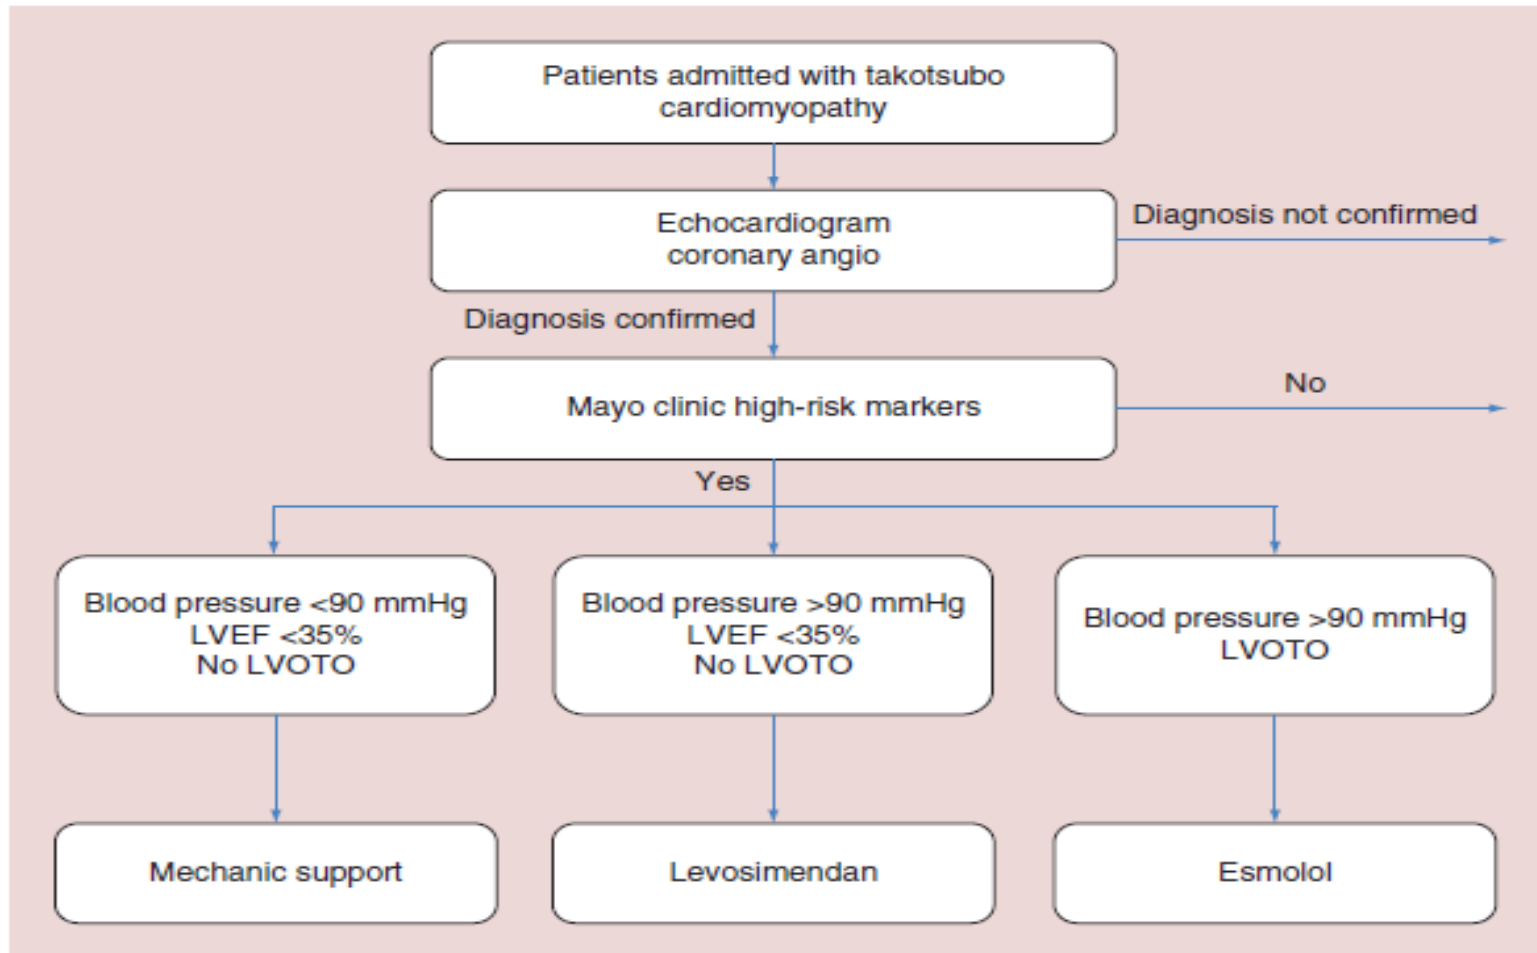 Patients admitted with takotsubo
cardiomyopathy
Echocardiogram
coronary angio
Diagnosis not confirmed
Diagnosis confirmed
Mayo clinic high-risk markers
No
Yes
Blood pressure <90 mmHg
LVEF <35%
No LVOTO
Blood pressure >90 mmHg
LVEF <35%
No LVOTO
Blood pressure >90 mmHg
LVOTO
Mechanic support
Levosimendan
Esmolol